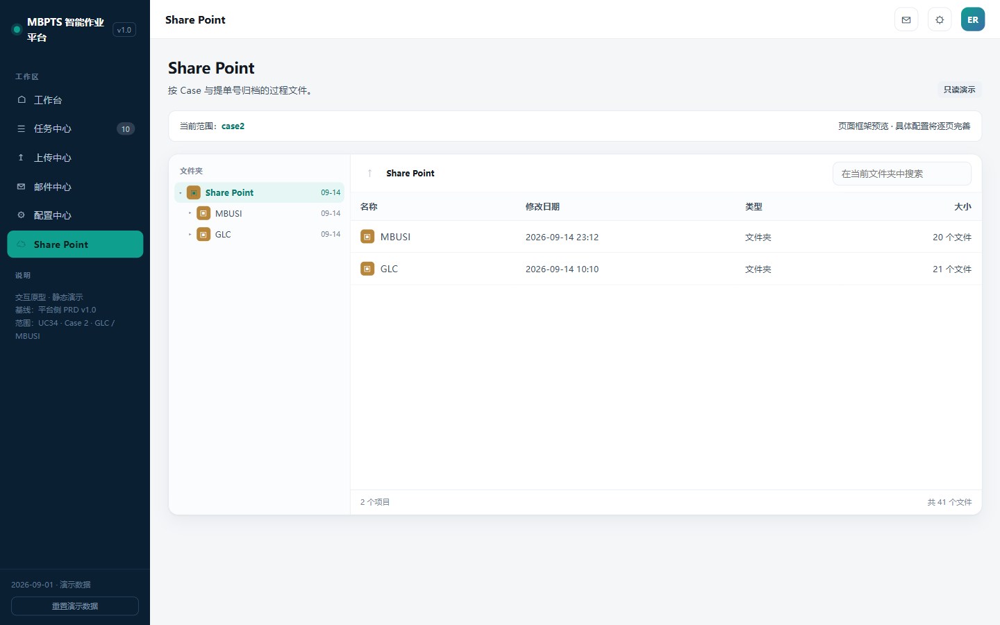 MBPTS 智能作业
平台
v1.0
工作区
工作台
任务中心 10
上传中心
邮件中心
配置中心
Share Point
说明
交互原型 · 静态演示
基线：平台侧 PRD v1.0
范围：UC34 · Case 2 · GLC /
MBUSI
2026-09-01 · 演示数据
重置演示数据
Share Point
ER
Share Point
按 Case 与提单号归档的过程文件。
只读演示
当前范围：case2
页面框架预览 · 具体配置将逐页完善
文件夹
Share Point 09-14
MBUSI 09-14
GLC 09-14
↑ Share Point
在当前文件夹中搜索
名称 修改日期 类型 大小
MBUSI 2026-09-14 23:12 文件夹 20 个文件
GLC 2026-09-14 10:10 文件夹 21 个文件
2 个项目
共 41 个文件